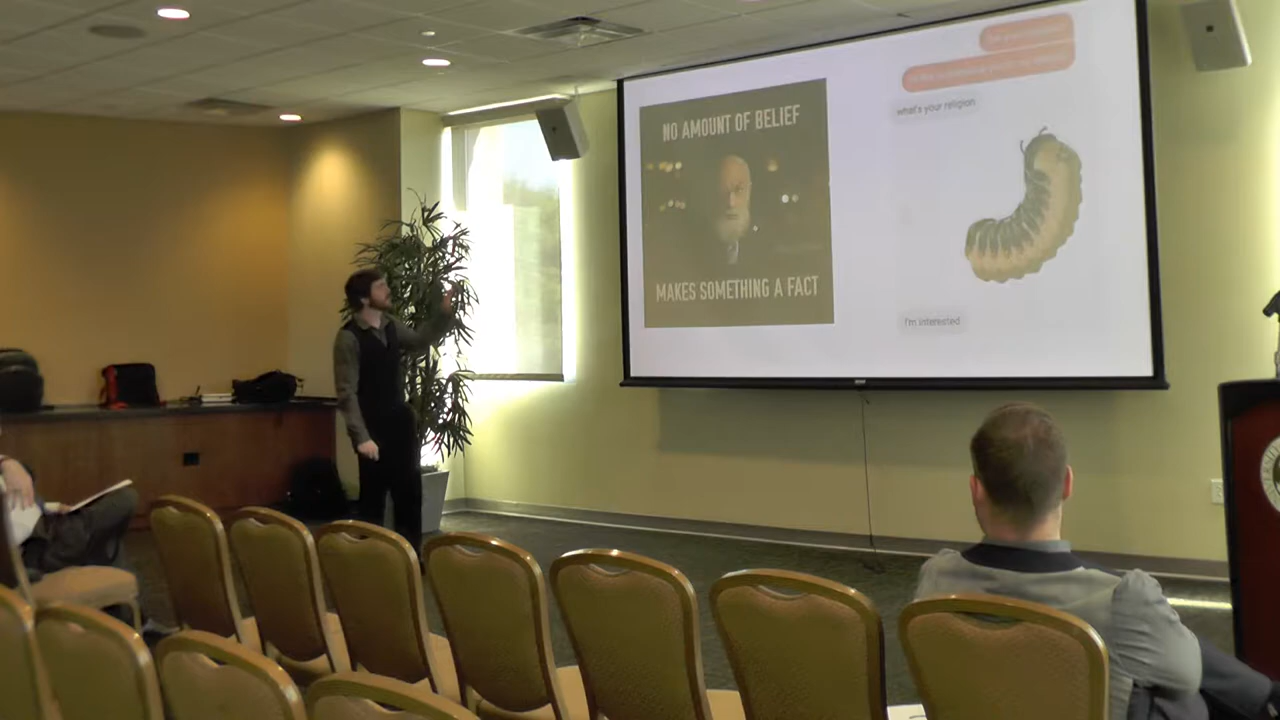 NO AMOUNT OF BELIEF
MAKES SOMETHING A FACT
what's your religion
I'm interested